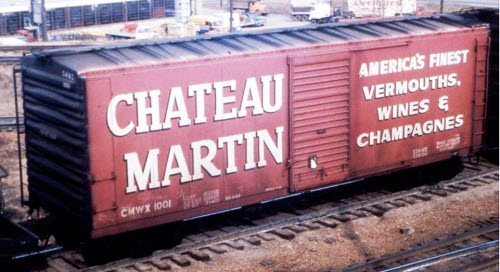 CHATEAU
MARTIN
CMWX 1001
AMERICA'S FINEST
VERMOUTHS,
WINES &
CHAMPAGNES